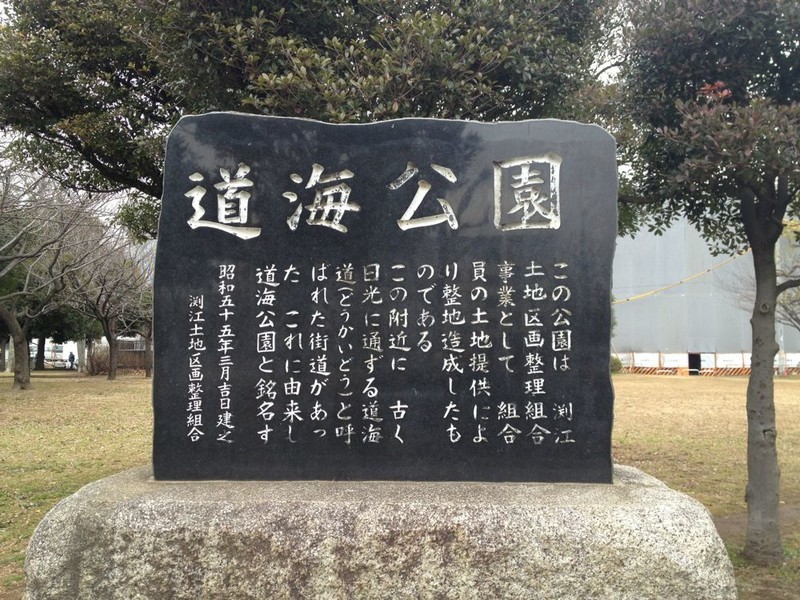 道海公園
この公園は 渕江
土地区画整理組合
事業として 組合
員の土地提供によ
り整地造成したも
のである
この附近に 古く
日光に通ずる道海
道(どうかいどう)と呼
ばれた街道があっ
た これに由来し
道海公園と銘名す
昭和五十五年三月吉日建之
渕江土地区画整理組合